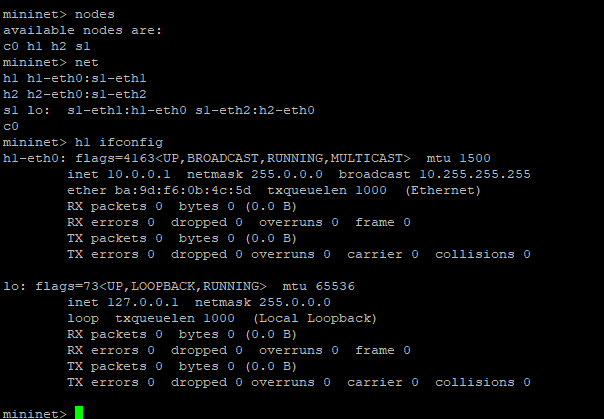 mininet> nodes
available nodes are:
c0 h1 h2 s1
mininet> net
h1 h1-eth0:s1-eth1
h2 h2-eth0:s1-eth2
s1 lo:  s1-eth1:h1-eth0 s1-eth2:h2-eth0
c0
mininet> h1 ifconfig
h1-eth0: flags=4163<UP,BROADCAST,RUNNING,MULTICAST>  mtu 1500
        inet 10.0.0.1  netmask 255.0.0.0  broadcast 10.255.255.255
        ether ba:9d:f6:0b:4c:5d  txqueuelen 1000  (Ethernet)
        RX packets 0  bytes 0 (0.0 B)
        RX errors 0  dropped 0  overruns 0  frame 0
        TX packets 0  bytes 0 (0.0 B)
        TX errors 0  dropped 0 overruns 0  carrier 0  collisions 0

lo: flags=73<UP,LOOPBACK,RUNNING>  mtu 65536
        inet 127.0.0.1  netmask 255.0.0.0
        loop  txqueuelen 1000  (Local Loopback)
        RX packets 0  bytes 0 (0.0 B)
        RX errors 0  dropped 0  overruns 0  frame 0
        TX packets 0  bytes 0 (0.0 B)
        TX errors 0  dropped 0 overruns 0  carrier 0  collisions 0

mininet>